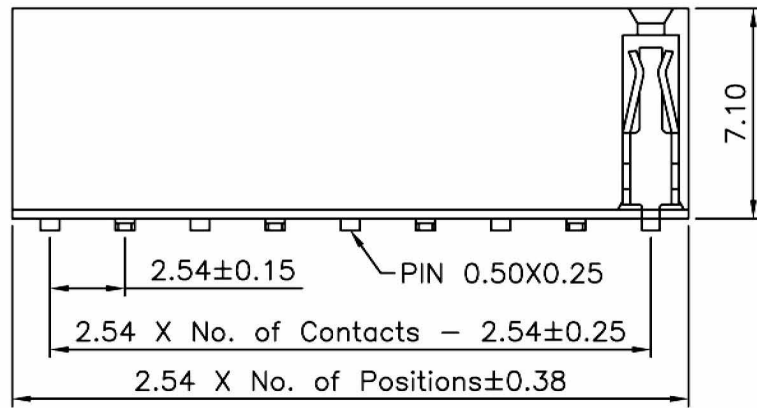 7.10
2.54±0.15
PIN 0.50X0.25
2.54 X No. of Contacts - 2.54±0.25
2.54 X No. of Positions±0.38